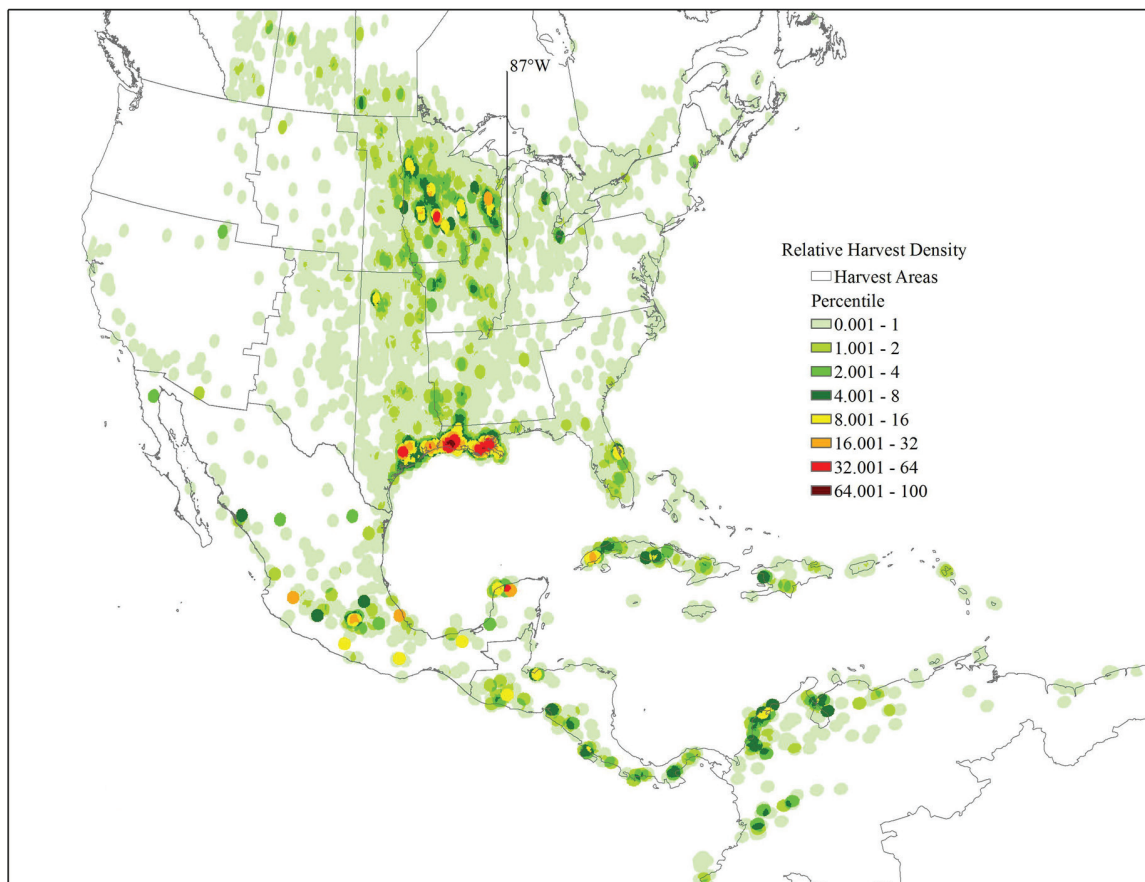 87°W
Relative Harvest Density
Harvest Areas
Percentile
0.001 - 1
1.001 - 2
2.001 - 4
4.001 - 8
8.001 - 16
16.001 - 32
32.001 - 64
64.001 - 100